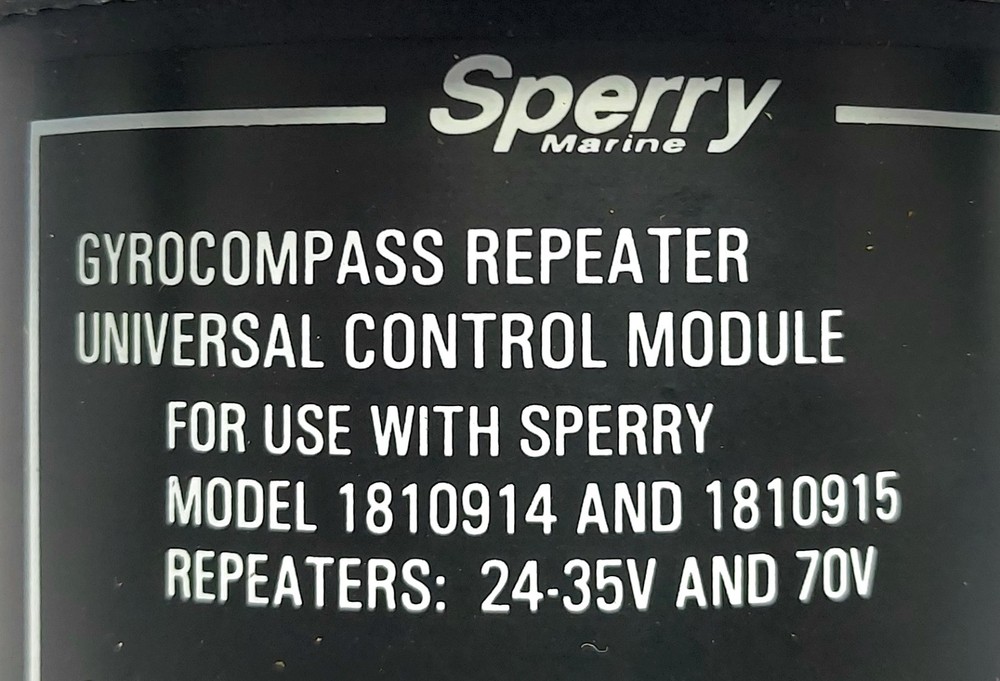 Sperry
Marine
GYROCOMPASS REPEATER
UNIVERSAL CONTROL MODULE
FOR USE WITH SPERRY
MODEL 1810914 AND 1810915
REPEATERS: 24-35V AND 70V